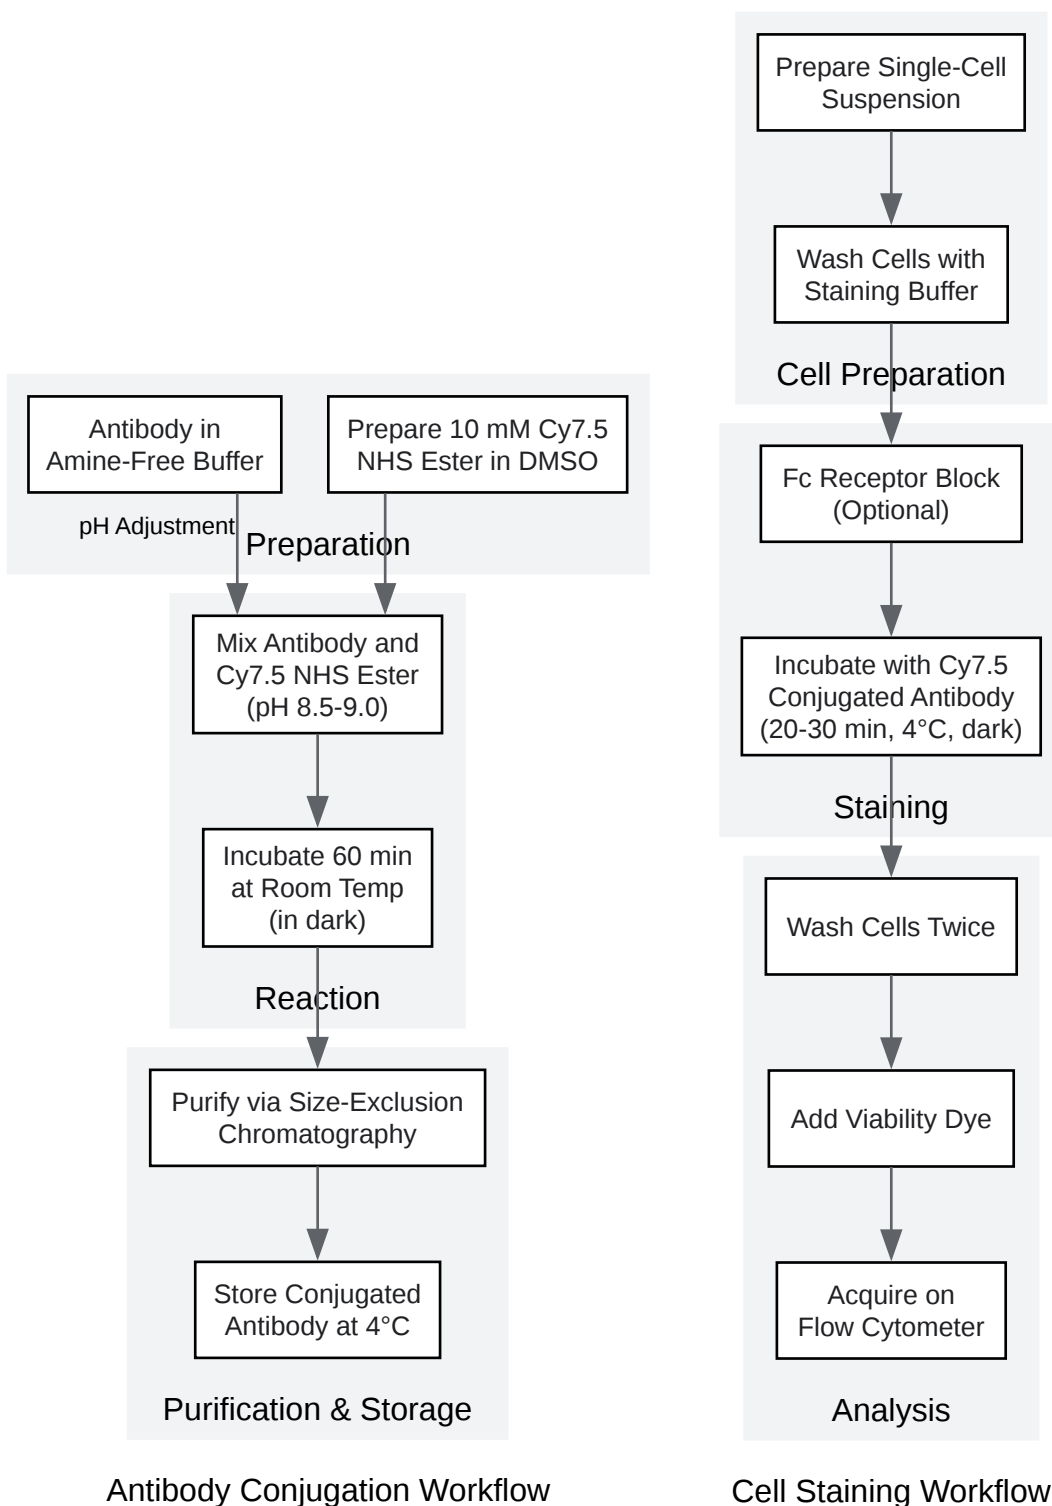 Antibody in
Amine-Free Buffer
Prepare 10 mM Cy7.5
NHS Ester in DMSO
pH Adjustment
Preparation
Mix Antibody and
Cy7.5 NHS Ester
(pH 8.5-9.0)
Incubate 60 min
at Room Temp
(in dark)
Reaction
Purify via Size-Exclusion
Chromatography
Store Conjugated
Antibody at 4°C
Purification & Storage
Antibody Conjugation Workflow
Prepare Single-Cell
Suspension
Wash Cells with
Staining Buffer
Cell Preparation
Fc Receptor Block
(Optional)
Incubate with Cy7.5
Conjugated Antibody
(20-30 min, 4°C, dark)
Staining
Wash Cells Twice
Add Viability Dye
Acquire on
Flow Cytometer
Analysis
Cell Staining Workflow